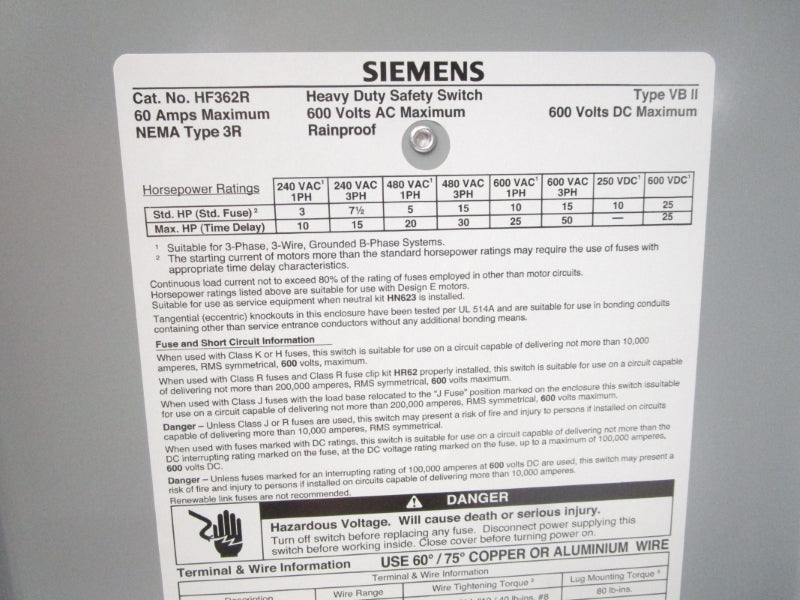 SIEMENS
Cat. No. HF362R Heavy Duty Safety Switch Type VB II
60 Amps Maximum 600 Volts AC Maximum 600 Volts DC Maximum
NEMA Type 3R Rainproof
Horsepower Ratings 240 VAC¹ 1PH 240 VAC 3PH 480 VAC¹ 1PH 480 VAC 3PH 600 VAC¹ 1PH 600 VAC 3PH 250 VDC¹ 600 VDC¹
Std. HP (Std. Fuse)² 3 7½ 5 15 10 15 10 25
Max. HP (Time Delay) 10 15 20 30 25 50 — 25
¹ Suitable for 3-Phase, 3-Wire, Grounded B-Phase Systems.
² The starting current of motors more than the standard horsepower ratings may require the use of fuses with
appropriate time delay characteristics.
Continuous load current not to exceed 80% of the rating of fuses employed in other than motor circuits.
Horsepower ratings listed above are suitable for use with Design E motors.
Suitable for use as service equipment when neutral kit HN623 is installed.
Tangential (eccentric) knockouts in this enclosure have been tested per UL 514A and are suitable for use in bonding conduits
containing other than service entrance conductors without any additional bonding means.
Fuse and Short Circuit Information
When used with Class K or H fuses, this switch is suitable for use on a circuit capable of delivering not more than 10,000
amperes, RMS symmetrical, 600 volts, maximum.
When used with Class R fuses and Class R fuse clip kit HR62 properly installed, this switch is suitable for use on a circuit capable
of delivering not more than 200,000 amperes, RMS symmetrical, 600 volts maximum.
When used with Class J fuses with the load base relocated to the "J Fuse" position marked on the enclosure this switch issuitable
for use on a circuit capable of delivering not more than 200,000 amperes, RMS symmetrical, 600 volts maximum.
Danger – Unless Class J or R fuses are used, this switch may present a risk of fire and injury to persons if installed on circuits
capable of delivering more than 10,000 amperes, RMS symmetrical.
When used with fuses marked with DC ratings, this switch is suitable for use on a circuit capable of delivering not more than the
DC interrupting rating marked on the fuse, at the DC voltage rating marked on the fuse, up to a maximum of 100,000 amperes,
600 volts DC.
Danger – Unless fuses marked for an interrupting rating of 100,000 amperes at 600 volts DC are used, this switch may present a
risk of fire and injury to persons if installed on circuits capable of delivering more than 10,000 amperes.
Renewable link fuses are not recommended.
DANGER
Hazardous Voltage. Will cause death or serious injury.
Turn off switch before replacing any fuse. Disconnect power supplying this
switch before working inside. Close cover before turning power on.
Terminal & Wire Information USE 60° / 75° COPPER OR ALUMINIUM WIRE
Terminal & Wire Information
Description Wire Range Wire Tightening Torque ³ Lug Mounting Torque
80 lb-ins.